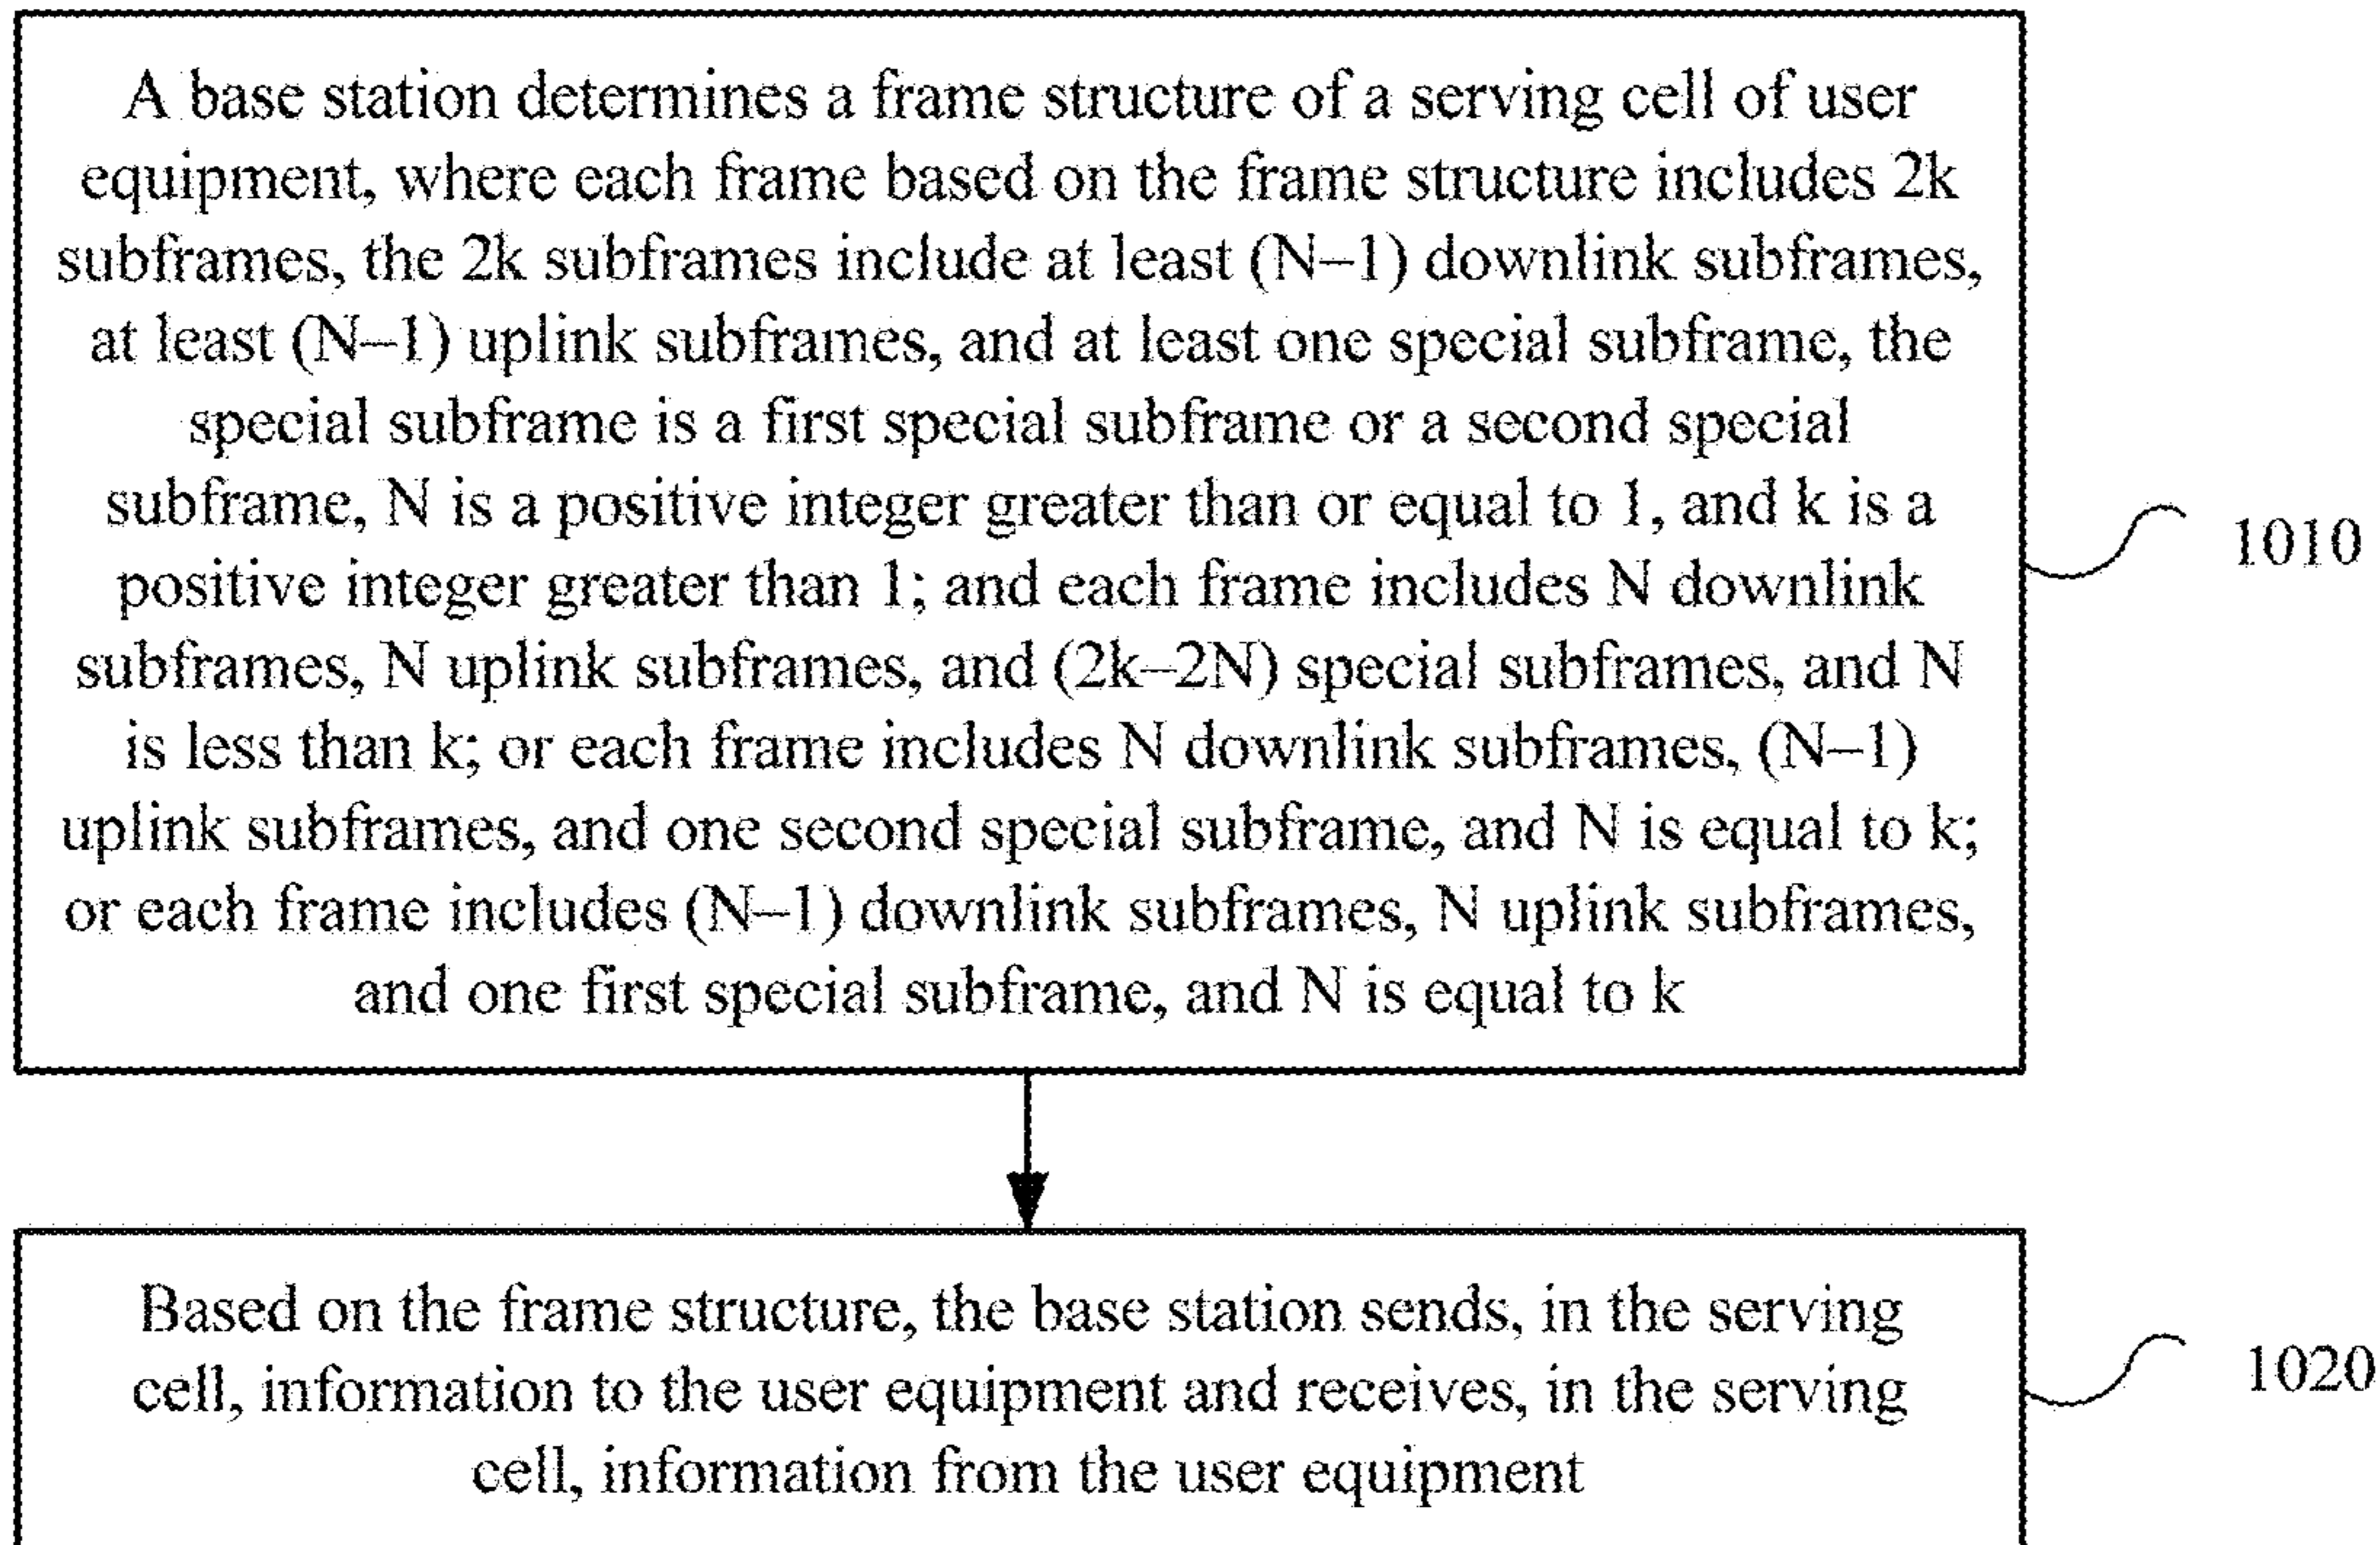 A base station determines a frame structure of a serving cell of user
equipment, where each frame based on the frame structure includes 2k
subframes, the 2k subframes include at least (N–1) downlink subframes,
at least (N–1) uplink subframes, and at least one special subframe, the
special subframe is a first special subframe or a second special
subframe, N is a positive integer greater than or equal to 1, and k is a
positive integer greater than 1; and each frame includes N downlink
subframes, N uplink subframes, and (2k–2N) special subframes, and N
is less than k; or each frame includes N downlink subframes, (N–1)
uplink subframes, and one second special subframe, and N is equal to k;
or each frame includes (N–1) downlink subframes, N uplink subframes,
and one first special subframe, and N is equal to k
1010
Based on the frame structure, the base station sends, in the serving
cell, information to the user equipment and receives, in the serving
cell, information from the user equipment
1020